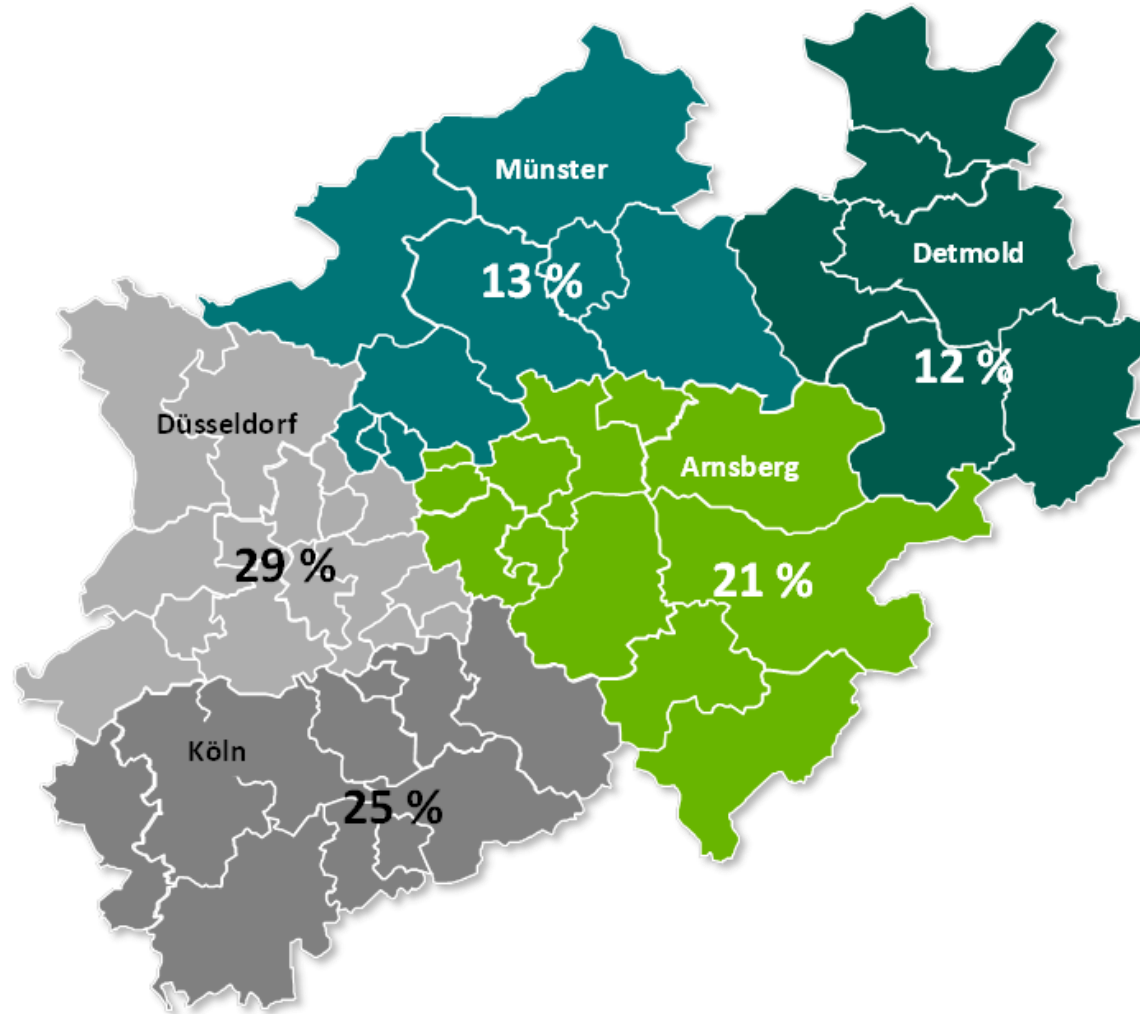 Münster
13 %
Detmold
12 %
Düsseldorf
29 %
Arnsberg
21 %
Köln
25 %